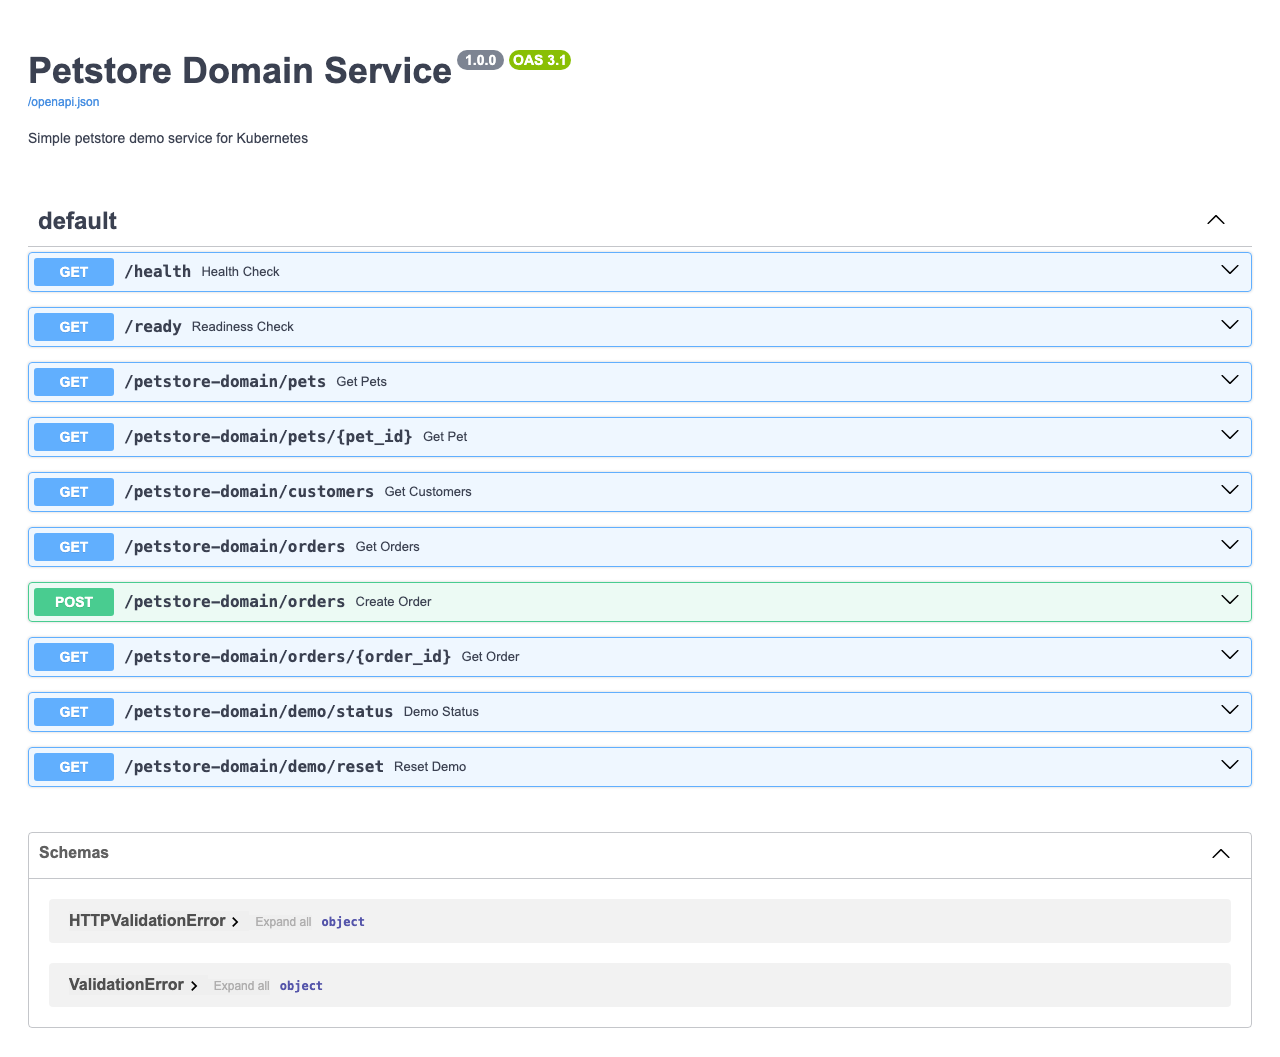 Petstore Domain Service 1.0.0 OAS 3.1
/openapi.json
Simple petstore demo service for Kubernetes
default
GET /health Health Check
GET /ready Readiness Check
GET /petstore-domain/pets Get Pets
GET /petstore-domain/pets/{pet_id} Get Pet
GET /petstore-domain/customers Get Customers
GET /petstore-domain/orders Get Orders
POST /petstore-domain/orders Create Order
GET /petstore-domain/orders/{order_id} Get Order
GET /petstore-domain/demo/status Demo Status
GET /petstore-domain/demo/reset Reset Demo
Schemas
HTTPValidationError Expand all object
ValidationError Expand all object